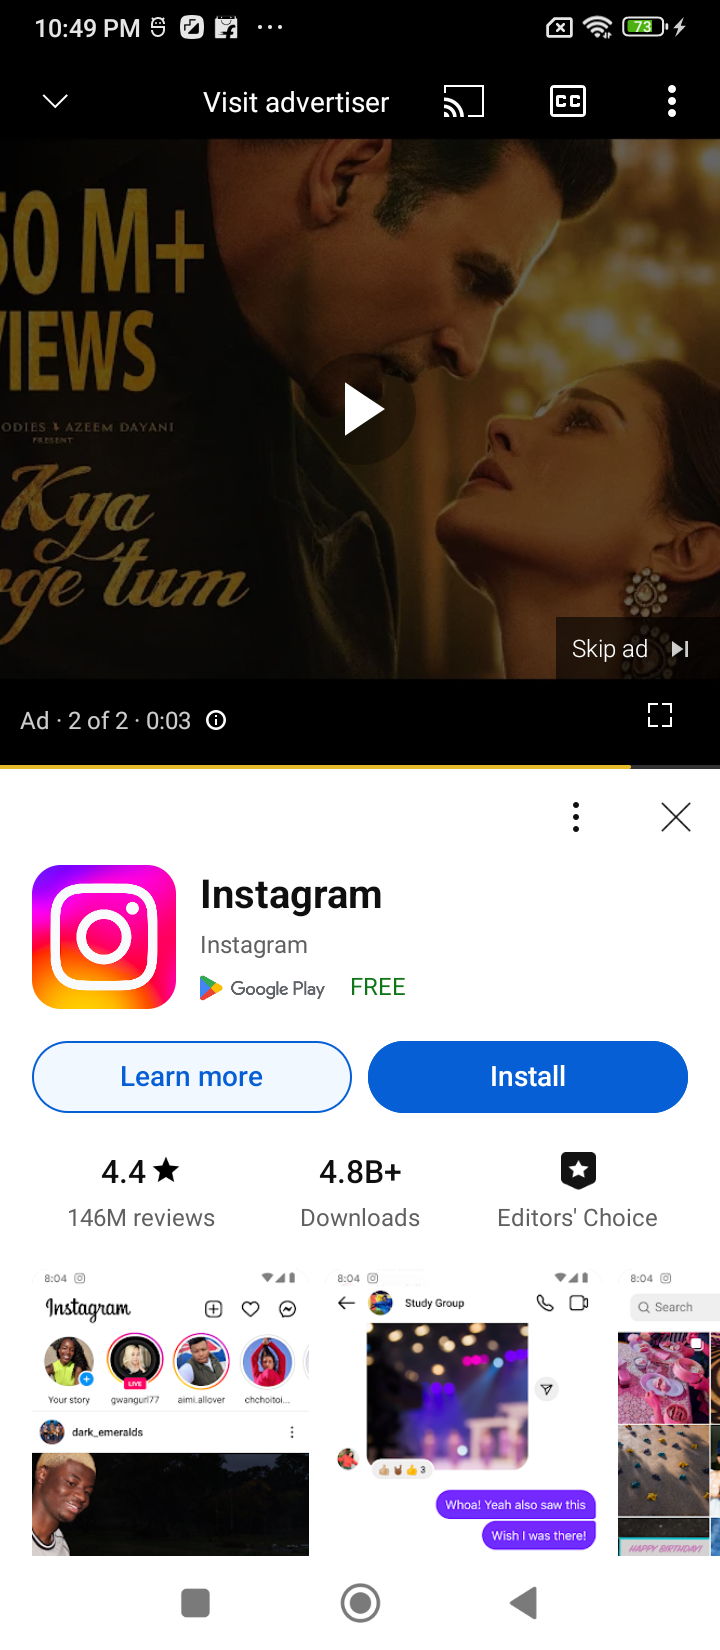 10:49 PM
73
Visit advertiser
CC
50 M+
VIEWS
ODIES & AZEEM DAYANI
PRESENT
Kya
ge tum
Skip ad
Ad · 2 of 2 · 0:03
Instagram
Instagram
Google Play FREE
Learn more
Install
4.4★
4.8B+
146M reviews
Downloads
Editors' Choice
8:04
Instagram
Your story
LIVE
gwangurl77
aimi.allover
chchoitoi...
dark_emeralds
8:04
Study Group
3
Whoa! Yeah also saw this
Wish I was there!
8:04
Search
HAPPY BIRTHDAY!